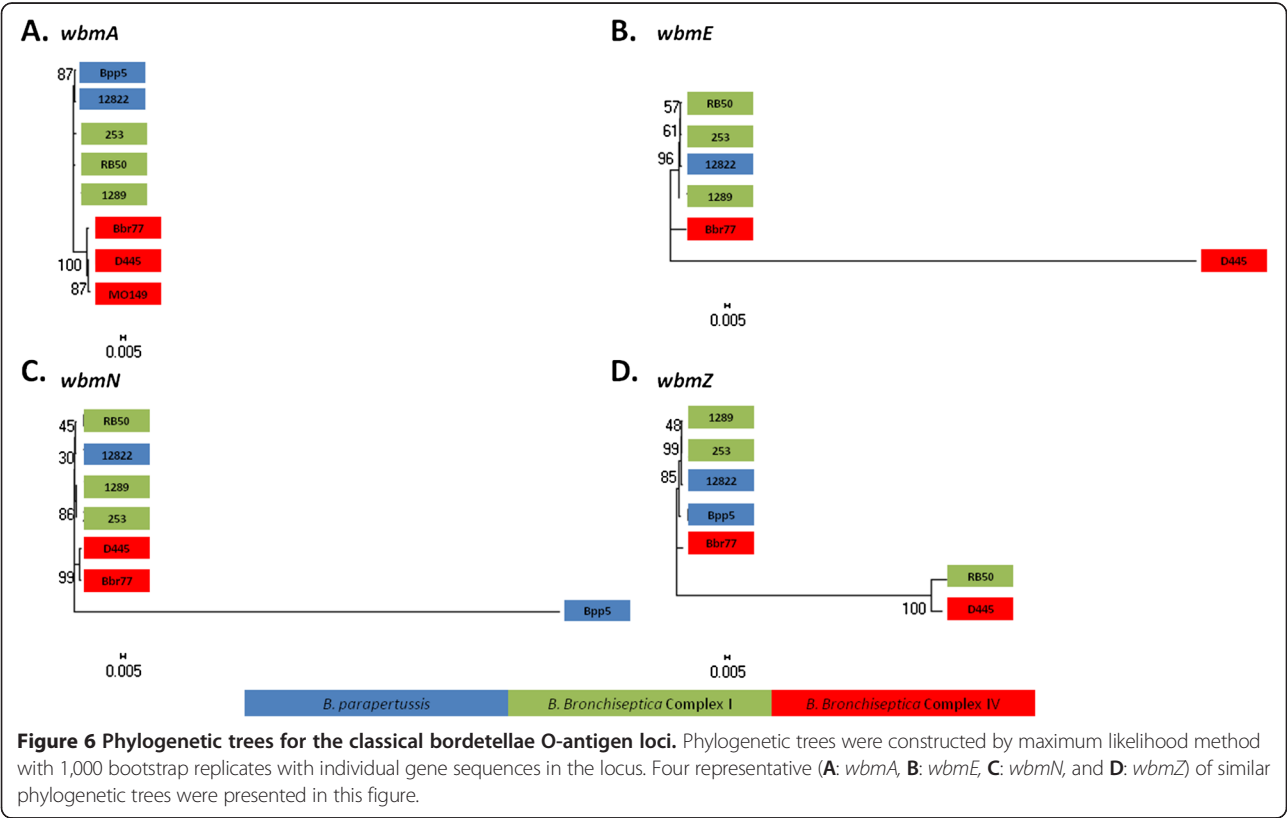 A. wbmA
87
Bpp5
12822
253
RB50
1289
Bbr77
100
D445
87
MO149
0.005
B. wbmE
57
RB50
61
253
96
12822
1289
Bbr77
D445
0.005
C. wbmN
45
RB50
30
12822
1289
86
253
D445
99
Bbr77
Bpp5
0.005
D. wbmZ
48
1289
99
253
85
12822
Bpp5
Bbr77
RB50
100
D445
0.005
B. parapertussis
B. Bronchiseptica Complex I
B. Bronchiseptica Complex IV
Figure 6 Phylogenetic trees for the classical bordetellae O-antigen loci. Phylogenetic trees were constructed by maximum likelihood method
with 1,000 bootstrap replicates with individual gene sequences in the locus. Four representative (A: wbmA, B: wbmE, C: wbmN, and D: wbmZ) of similar
phylogenetic trees were presented in this figure.